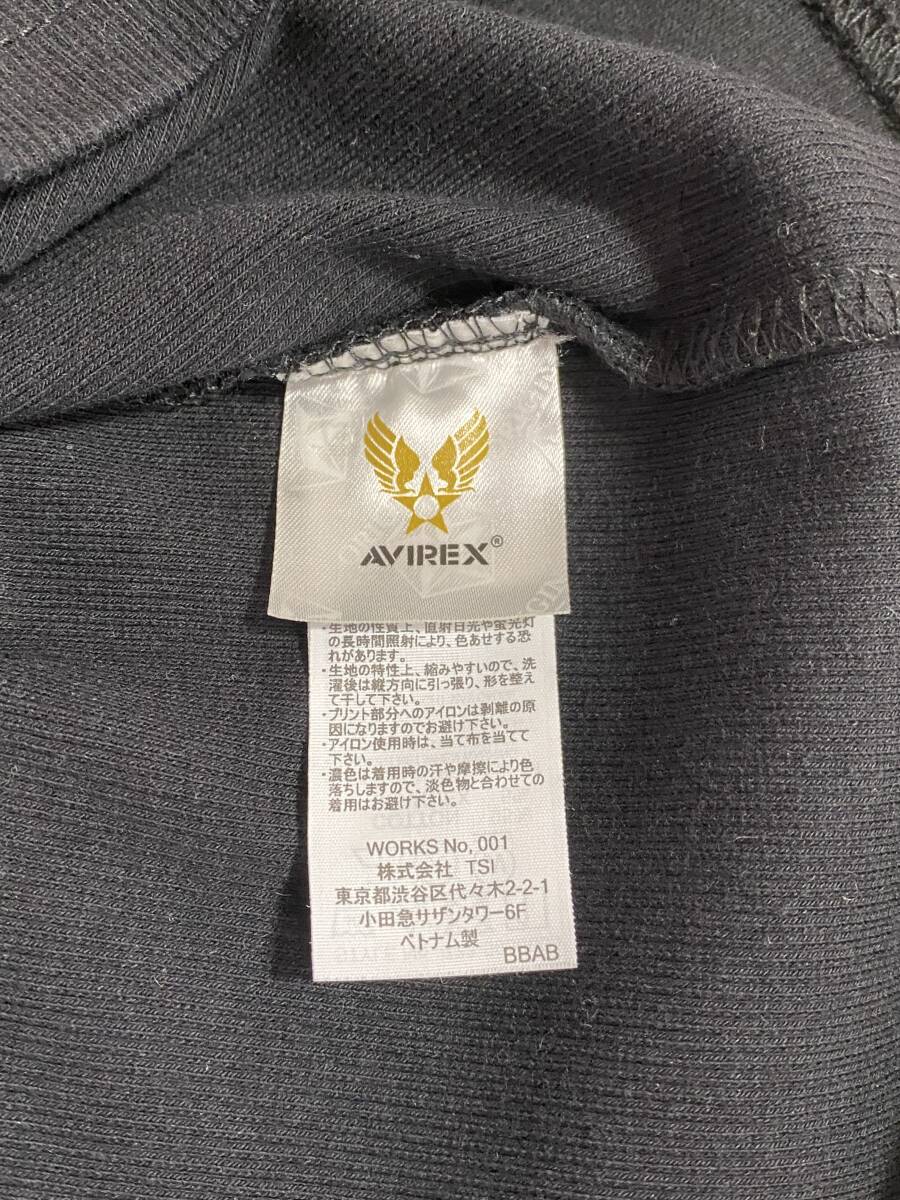 AVIREX®
・生地の性質上、直射日光や蛍光灯
の長時間照射により、色あせする恐
れがあります。
・生地の特性上、縮みやすいので、洗
濯後は縦方向に引っ張り、形を整え
て干して下さい。
・プリント部分へのアイロンは剥離の原
因になりますのでお避け下さい。
・アイロン使用時は、当て布を当てて
下さい。
・濃色は着用時の汗や摩擦により色
落ちしますので、淡色物と合わせての
着用はお避け下さい。
WORKS No, 001
株式会社 TSI
東京都渋谷区代々木2-2-1
小田急サザンタワー6F
ベトナム製
BBAB